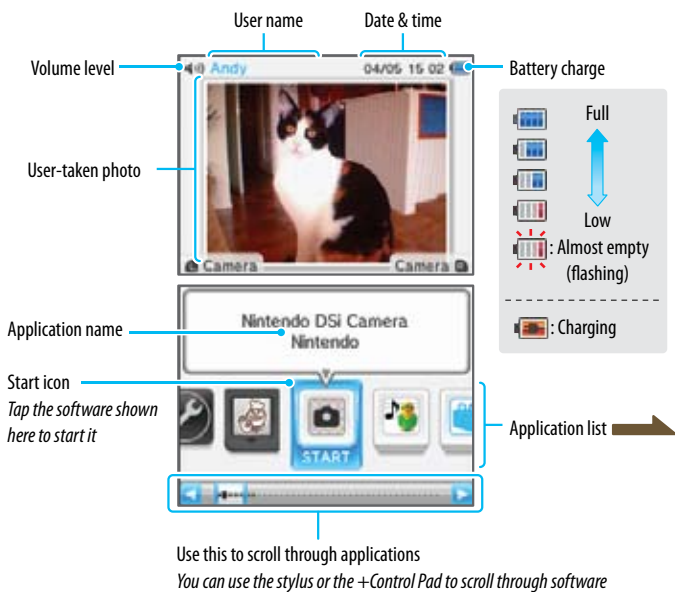 User name
Date & time
Volume level
Andy
04/05 15 02
Battery charge
Full
User-taken photo
Low
: Almost empty
(flashing)
Camera
Camera
: Charging
Nintendo DSi Camera
Nintendo
Application name
Start icon
Tap the software shown
here to start it
START
Application list
Use this to scroll through applications
You can use the stylus or the +Control Pad to scroll through software